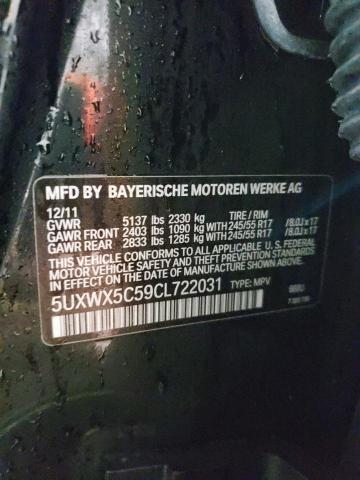 MFD BY BAYERISCHE MOTOREN WERKE AG
12/11
GVWR 5137 lbs 2330 kg TIRE / RIM
GAWR FRONT 2403 lbs 1090 kg WITH 245/55 R17 /8.0J x 17
GAWR REAR 2833 lbs 1285 kg WITH 245/55 R17 /8.0J x 17
THIS VEHICLE CONFORMS TO ALL APPLICABLE FEDERAL
MOTOR VEHICLE SAFETY AND THEFT PREVENTION STANDARDS
IN EFFECT ON THE DATE OF MANUFACTURE SHOWN ABOVE.
5UXWX5C59CL722031 TYPE: MPV